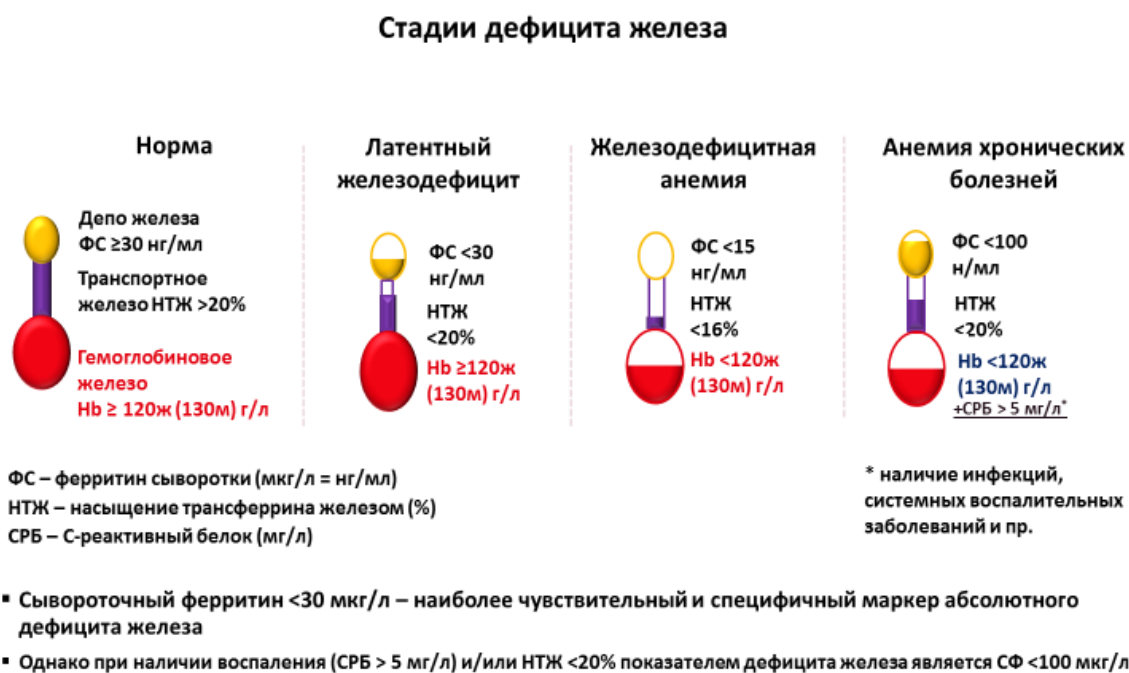 Стадии дефицита железа
Норма
Депо железа
ФС ≥30 нг/мл
Транспортное
железо НТЖ >20%
Гемоглобиновое
железо
Hb ≥ 120ж (130м) г/л
Латентный
железодефицит
ФС <30
нг/мл
НТЖ
<20%
Hb ≥120ж
(130м) г/л
Железодефицитная
анемия
ФС <15
нг/мл
НТЖ
<16%
Hb <120ж
(130м) г/л
Анемия хронических
болезней
ФС <100
н/мл
НТЖ
<20%
Hb <120ж
(130м) г/л
+СРБ > 5 мг/л*
ФС – ферритин сыворотки (мкг/л = нг/мл)
НТЖ – насыщение трансферрина железом (%)
СРБ – С-реактивный белок (мг/л)
* наличие инфекций,
системных воспалительных
заболеваний и пр.
▪ Сывороточный ферритин <30 мкг/л – наиболее чувствительный и специфичный маркер абсолютного
дефицита железа
▪ Однако при наличии воспаления (СРБ > 5 мг/л) и/или НТЖ <20% показателем дефицита железа является СФ <100 мкг/л